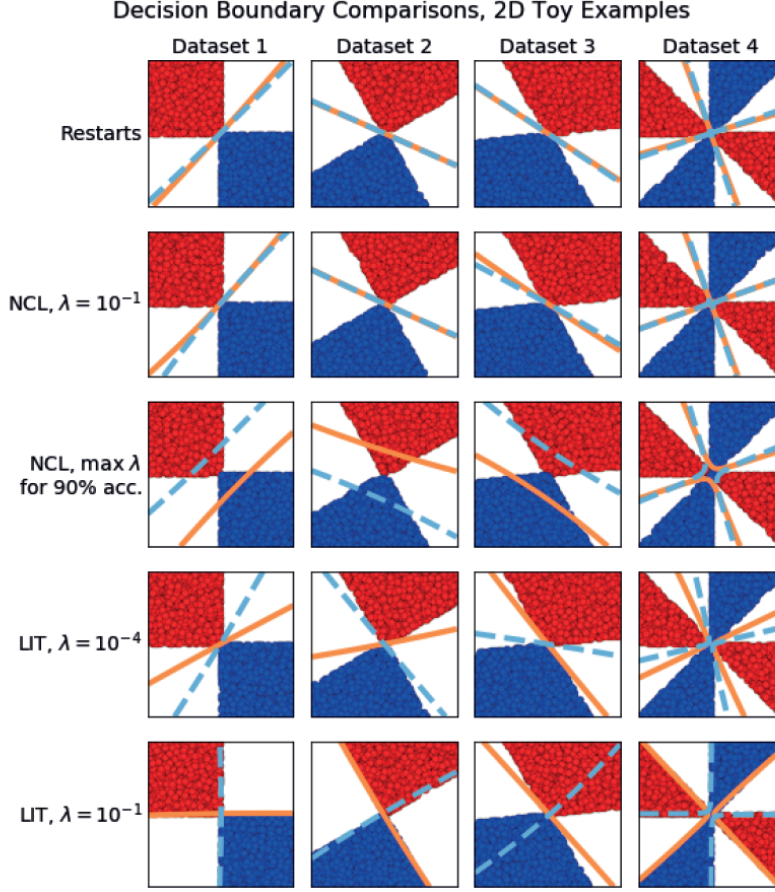 Decision Boundary Comparisons, 2D Toy Examples
Dataset 1 Dataset 2 Dataset 3 Dataset 4
Restarts
NCL, λ = 10⁻¹
NCL, max λ
for 90% acc.
LIT, λ = 10⁻⁴
LIT, λ = 10⁻¹